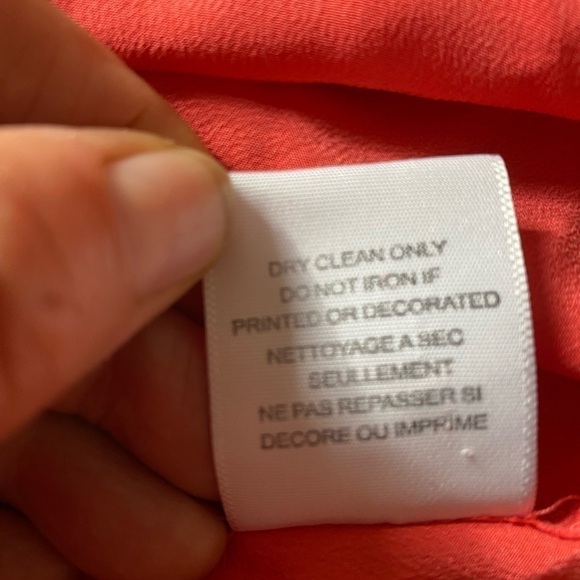 DRY CLEAN ONLY
DO NOT IRON IF
PRINTED OR DECORATED
NETTOYAGE A SEC
SEULLEMENT
NE PAS REPASSER SI
DECORE OU IMPRIME